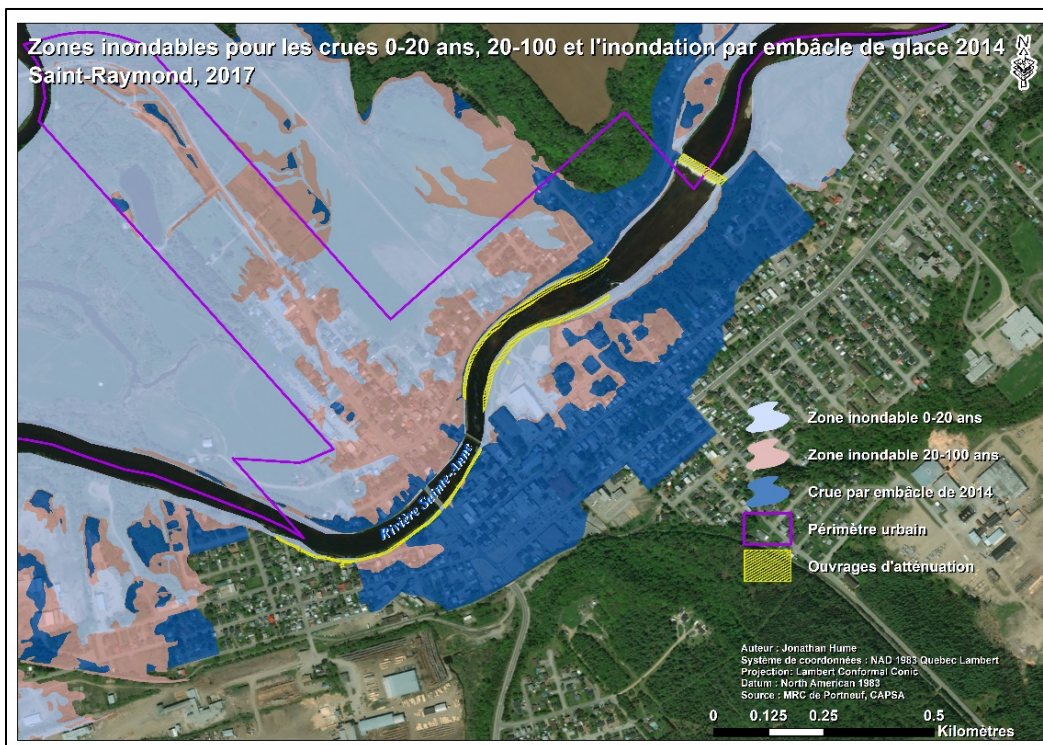 Zones inondables pour les crues 0-20 ans, 20-100 et l'inondation par embâcle de glace 2014
Saint-Raymond, 2017
N
Rivière Sainte-Anne
Zone inondable 0-20 ans
Zone inondable 20-100 ans
Crue par embâcle de 2014
Périmètre urbain
Ouvrages d'atténuation
Auteur : Jonathan Hume
Système de coordonnées : NAD 1983 Quebec Lambert
Projection: Lambert Conformal Conic
Datum : North American 1983
Source : MRC de Portneuf, CAPSA
0 0.125 0.25 0.5
Kilomètres